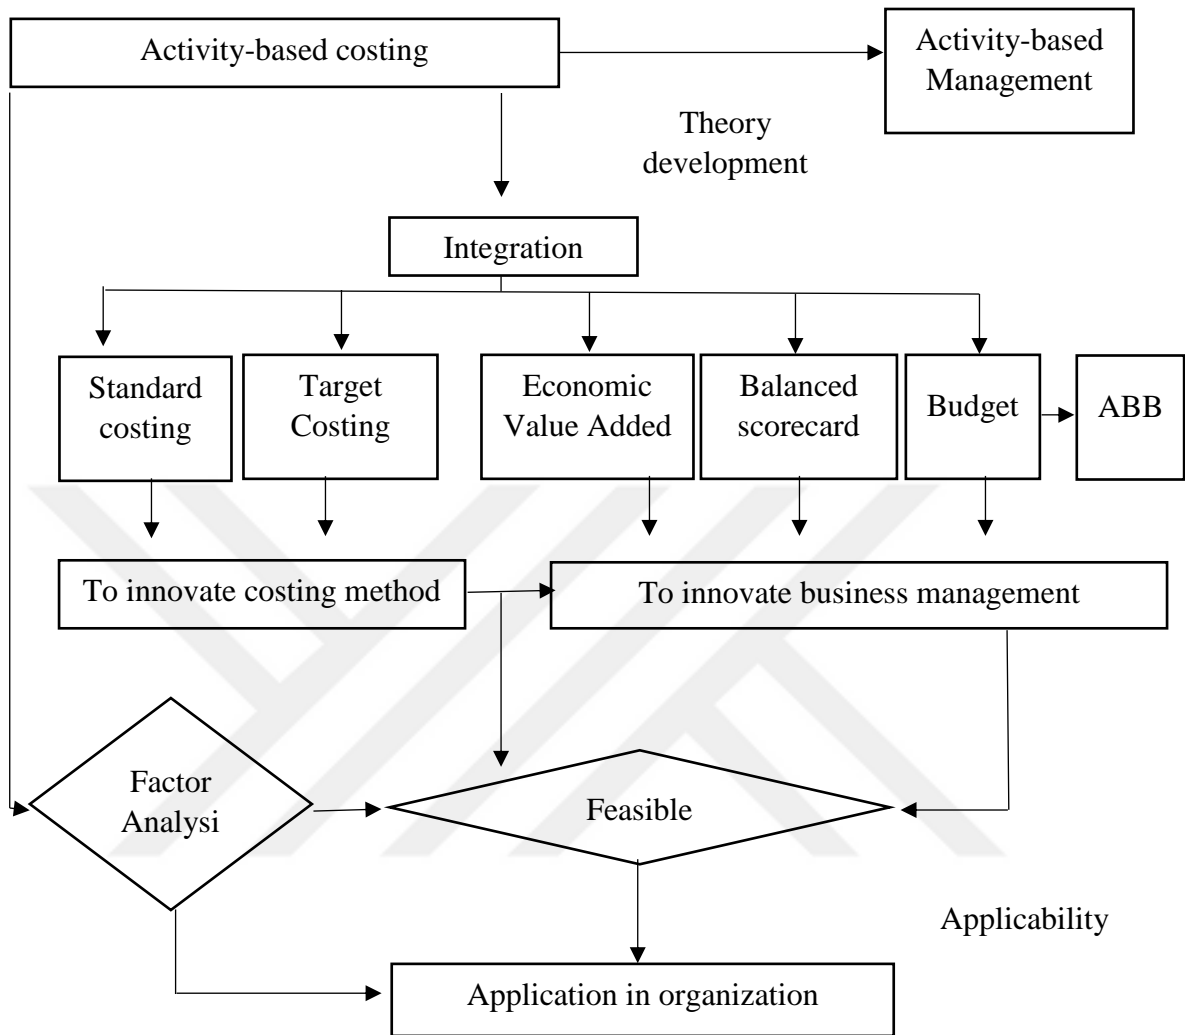 Activity-based costing
Activity-based
Management
Theory
development
Integration
Standard
costing
Target
Costing
Economic
Value Added
Balanced
scorecard
Budget
ABB
To innovate costing method
To innovate business management
Factor
Analysi
Feasible
Applicability
Application in organization